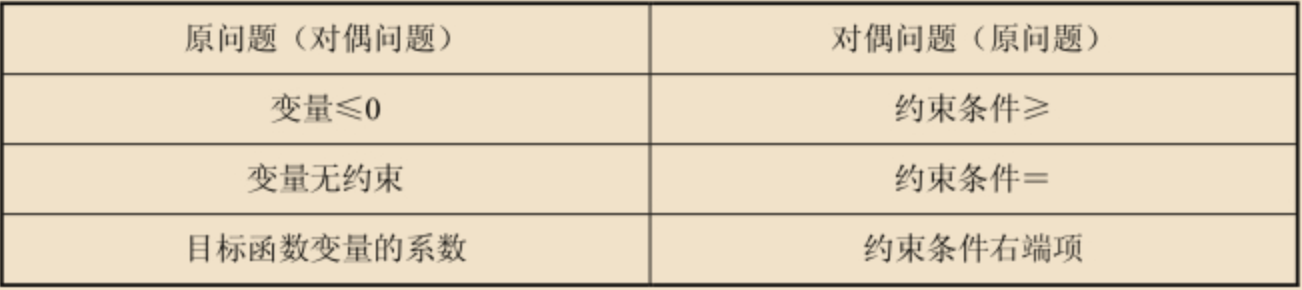 原问题（对偶问题） 对偶问题（原问题）
变量≤0 约束条件≥
变量无约束 约束条件=
目标函数变量的系数 约束条件右端项